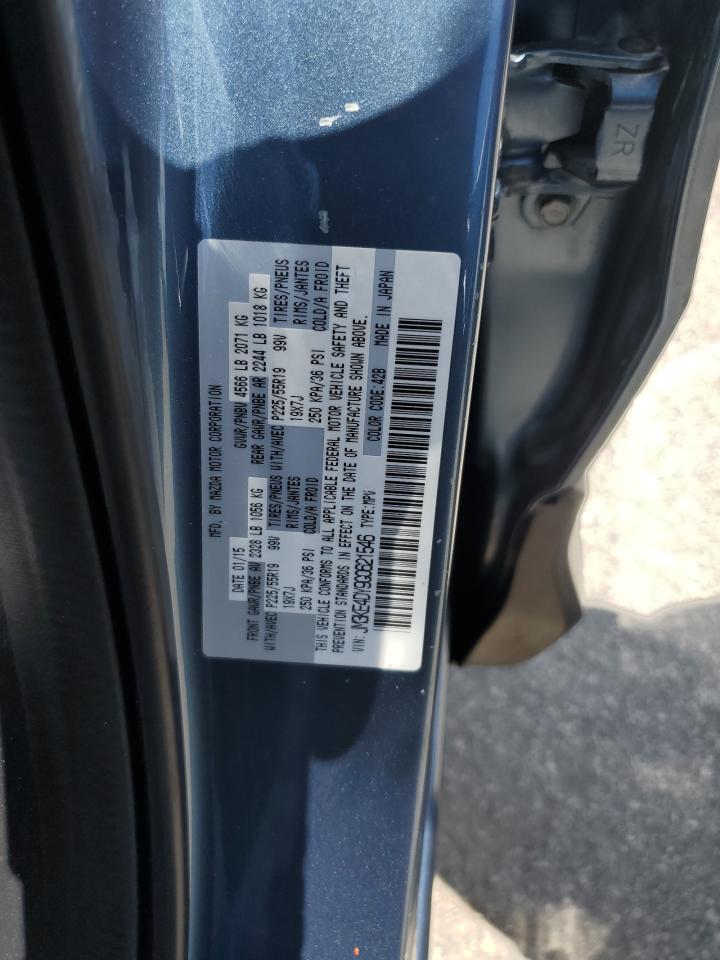 MFD. BY MAZDA MOTOR CORPORATION
DATE 01/15 GVWR/PNBV 4566 LB 2071 KG
FRONT GAWR/PNBE AV 2328 LB 1056 KG REAR GAWR/PNBE AR 2244 LB 1018 KG
WITH/AVEC P225/55R19 99V TIRES/PNEUS WITH/AVEC P225/55R19 99V TIRES/PNEUS
19X7J RIMS/JANTES 19X7J RIMS/JANTES
250 KPA/36 PSI COLD/A FROID 250 KPA/36 PSI COLD/A FROID
THIS VEHICLE CONFORMS TO ALL APPLICABLE FEDERAL MOTOR VEHICLE SAFETY AND THEFT
PREVENTION STANDARDS IN EFFECT ON THE DATE OF MANUFACTURE SHOWN ABOVE.
VIN: JM3KE4DY9G0621546 TYPE: MPV COLOR CODE: 42B MADE IN JAPAN
ZR